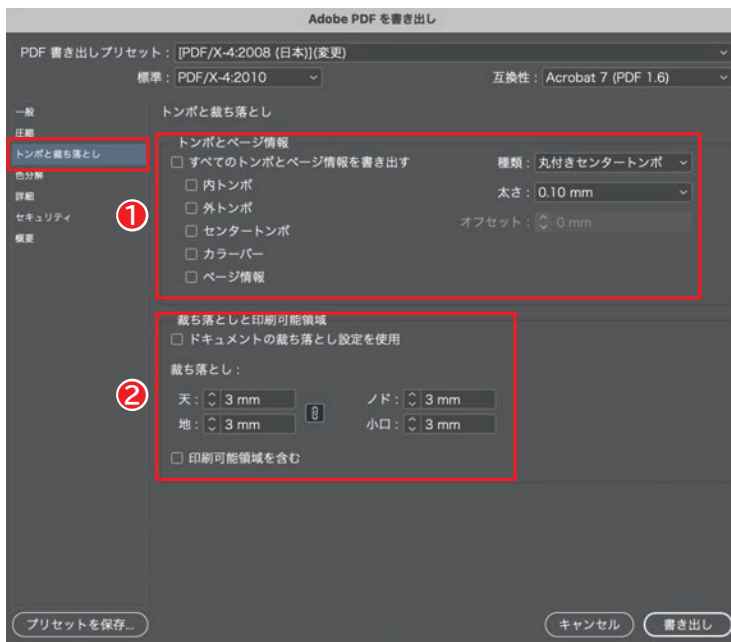 Adobe PDF を書き出し
PDF 書き出しプリセット： [PDF/X-4:2008 (日本)](変更)
標準： PDF/X-4:2010
互換性： Acrobat 7 (PDF 1.6)
一般
圧縮
トンボと裁ち落とし
色分解
詳細
セキュリティ
概要
トンボと裁ち落とし
①
トンボとページ情報
すべてのトンボとページ情報を書き出す
内トンボ
外トンボ
センタートンボ
カラーバー
ページ情報
種類： 丸付きセンタートンボ
太さ： 0.10 mm
オフセット： 0 mm
②
裁ち落としと印刷可能領域
ドキュメントの裁ち落とし設定を使用
裁ち落とし：
天： 3 mm ノド： 3 mm
地： 3 mm 小口： 3 mm
印刷可能領域を含む
プリセットを保存... キャンセル 書き出し